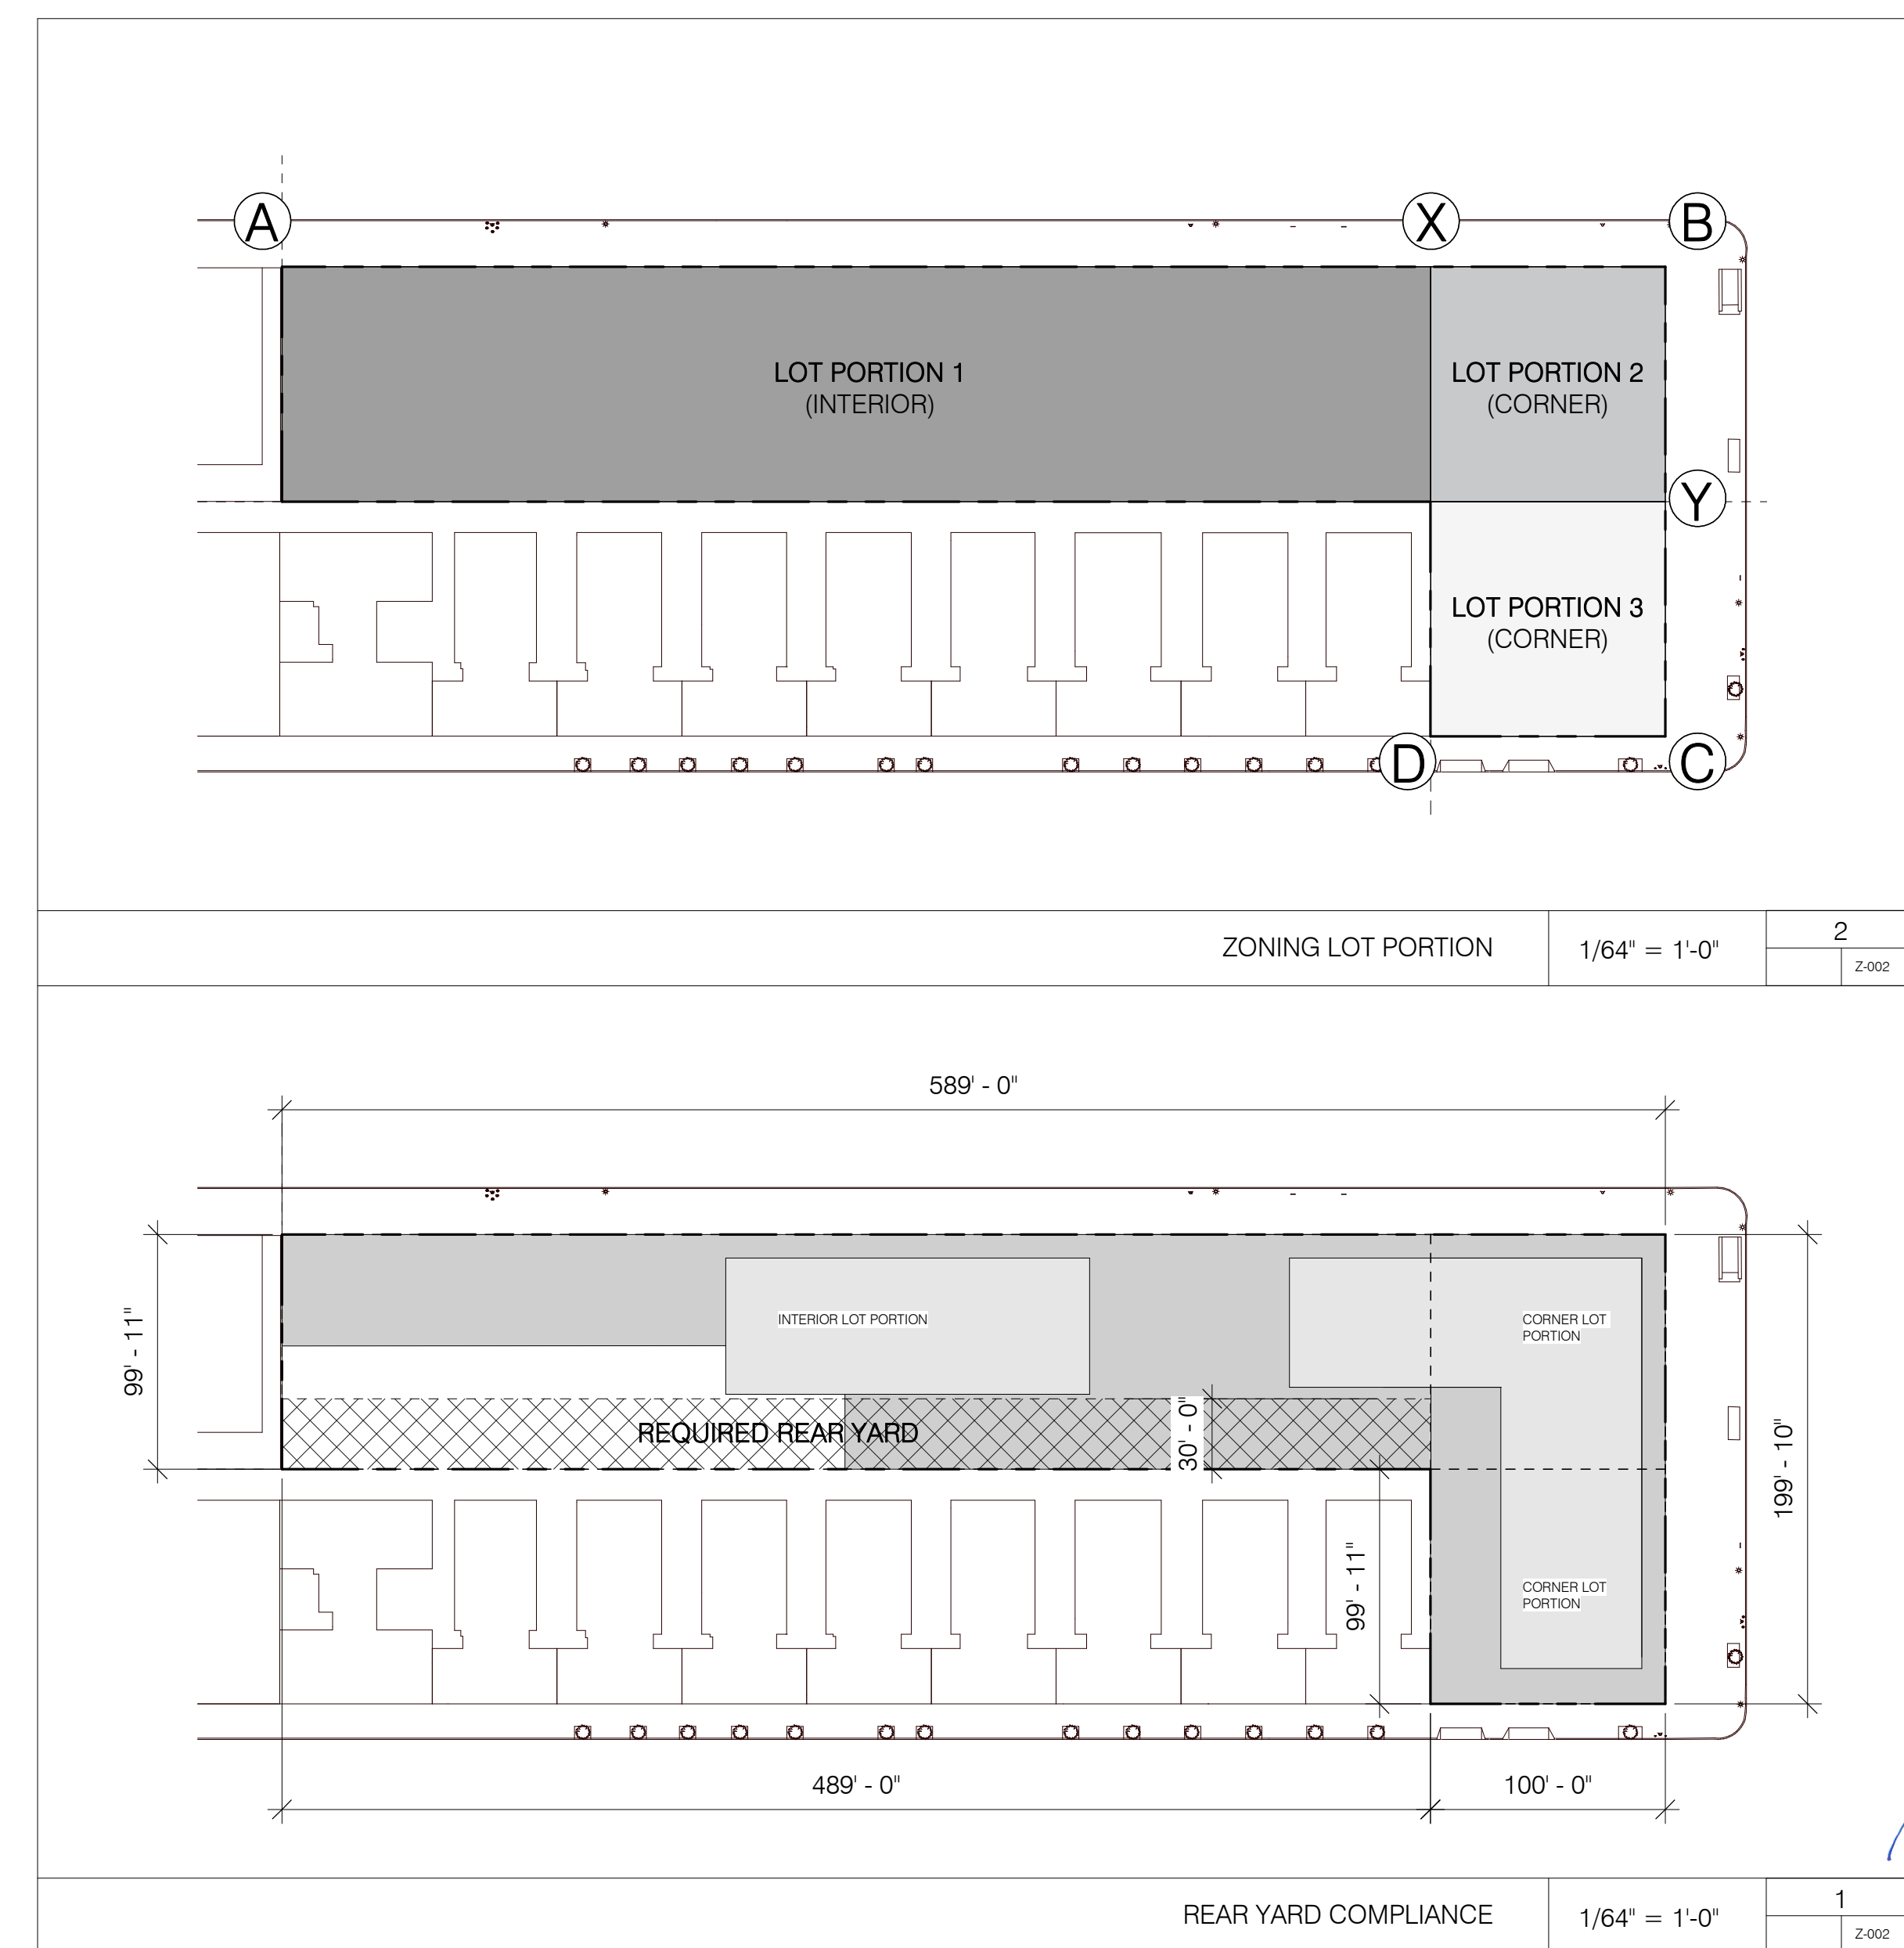 A
X
B
LOT PORTION 1
(INTERIOR)
LOT PORTION 2
(CORNER)
Y
LOT PORTION 3
(CORNER)
D
C
ZONING LOT PORTION
1/64" = 1'-0"
2
Z-002
589' - 0"
99' - 11"
INTERIOR LOT PORTION
CORNER LOT
PORTION
REQUIRED REAR YARD
30' - 0"
199' - 10"
99' - 11"
CORNER LOT
PORTION
489' - 0"
100' - 0"
REAR YARD COMPLIANCE
1/64" = 1'-0"
1
Z-002